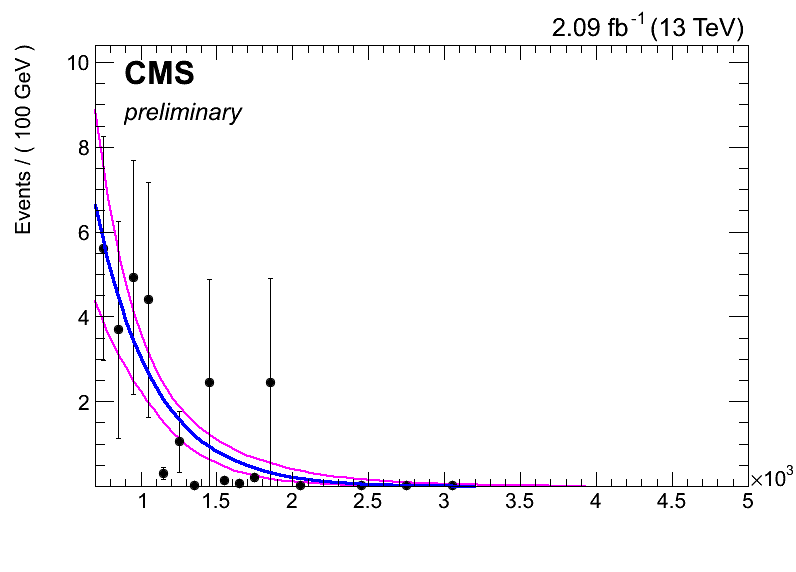 2.09 fb⁻¹ (13 TeV)
CMS
preliminary
Events / ( 100 GeV )
10
8
6
4
2
1 1.5 2 2.5 3 3.5 4 4.5 5
×10³